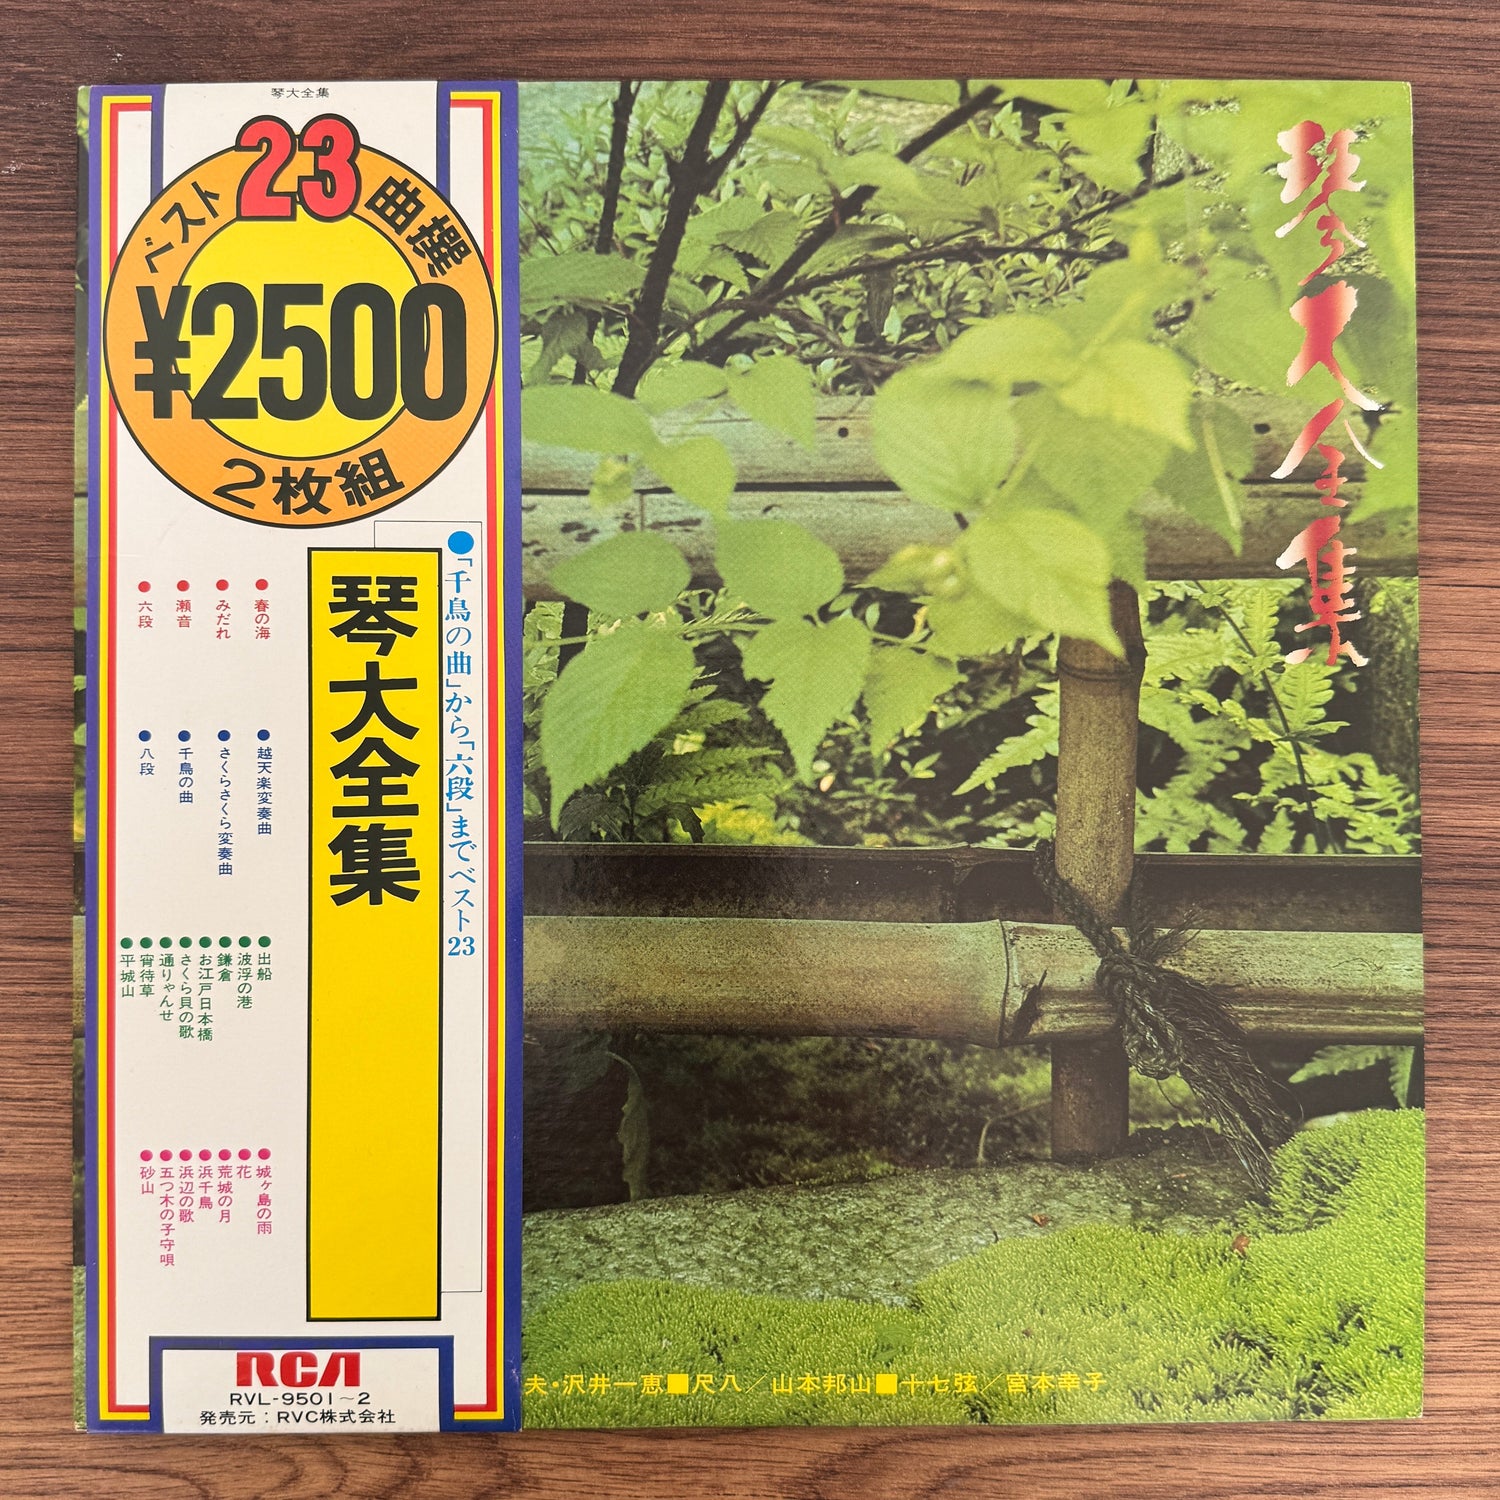 琴大全集
ベスト23曲撰
¥2500
2枚組
●「千鳥の曲」から「六段」までベスト23
琴大全集
●春の海
●みだれ
●瀬音
●六段
●越天楽変奏曲
●さくらさくら変奏曲
●千鳥の曲
●八段
●出船
●波浮の港
●鎌倉
●お江戸日本橋
●さくら貝の歌
●通りゃんせ
●宵待草
●平城山
●城ヶ島の雨
●花
●荒城の月
●浜千鳥
●浜辺の歌
●五つ木の子守唄
●砂山
RCA
RVL-9501~2
発売元:RVC株式会社
琴大全集
夫・沢井一恵■尺八/山本邦山■十七弦/宮本幸子